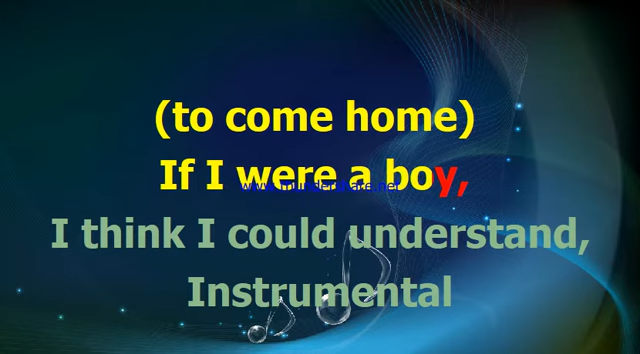 (to come home)
If I were a boy,
I think I could understand,
Instrumental